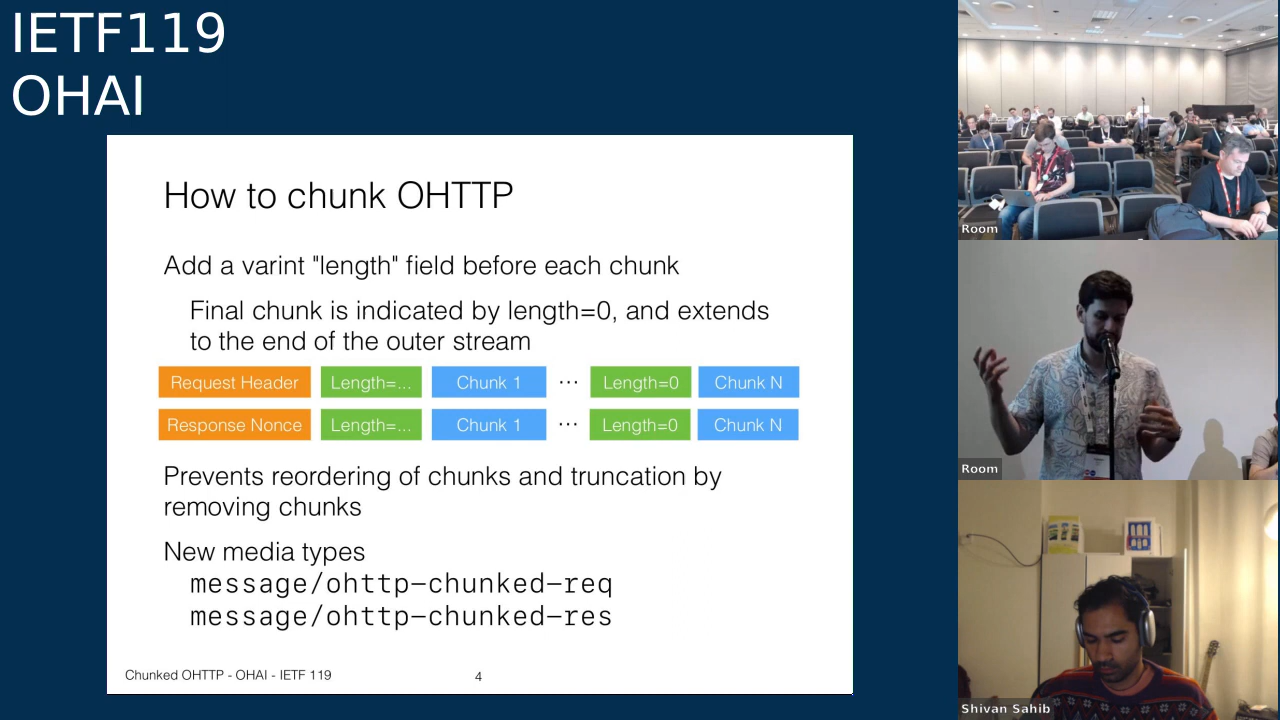 IETF119
OHAI
How to chunk OHTTP
Add a varint "length" field before each chunk
Final chunk is indicated by length=0, and extends
to the end of the outer stream
Request Header Length=... Chunk 1 ... Length=0 Chunk N
Response Nonce Length=... Chunk 1 ... Length=0 Chunk N
Prevents reordering of chunks and truncation by
removing chunks
New media types
message/ohttp-chunked-req
message/ohttp-chunked-res
Chunked OHTTP - OHAI - IETF 119 4
Room
Room
Shivan Sahib